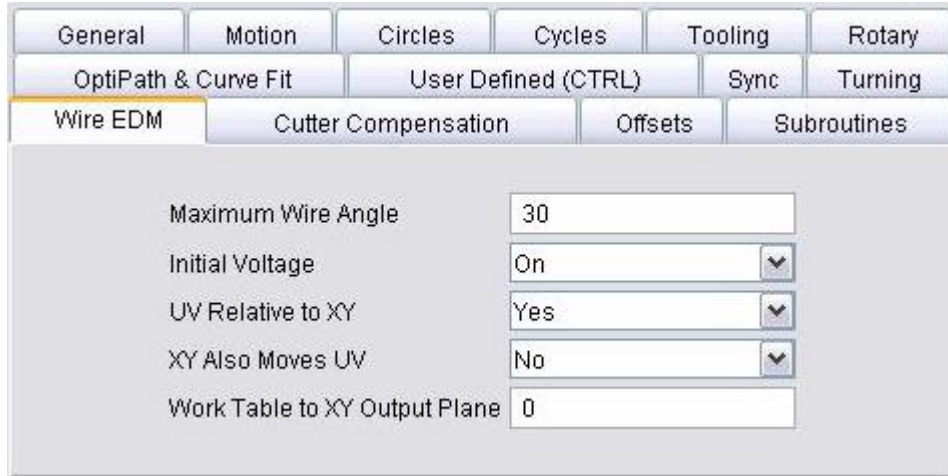 General Motion Circles Cycles Tooling Rotary
OptiPath & Curve Fit User Defined (CTRL) Sync Turning
Wire EDM Cutter Compensation Offsets Subroutines
Maximum Wire Angle 30
Initial Voltage On
UV Relative to XY Yes
XY Also Moves UV No
Work Table to XY Output Plane 0